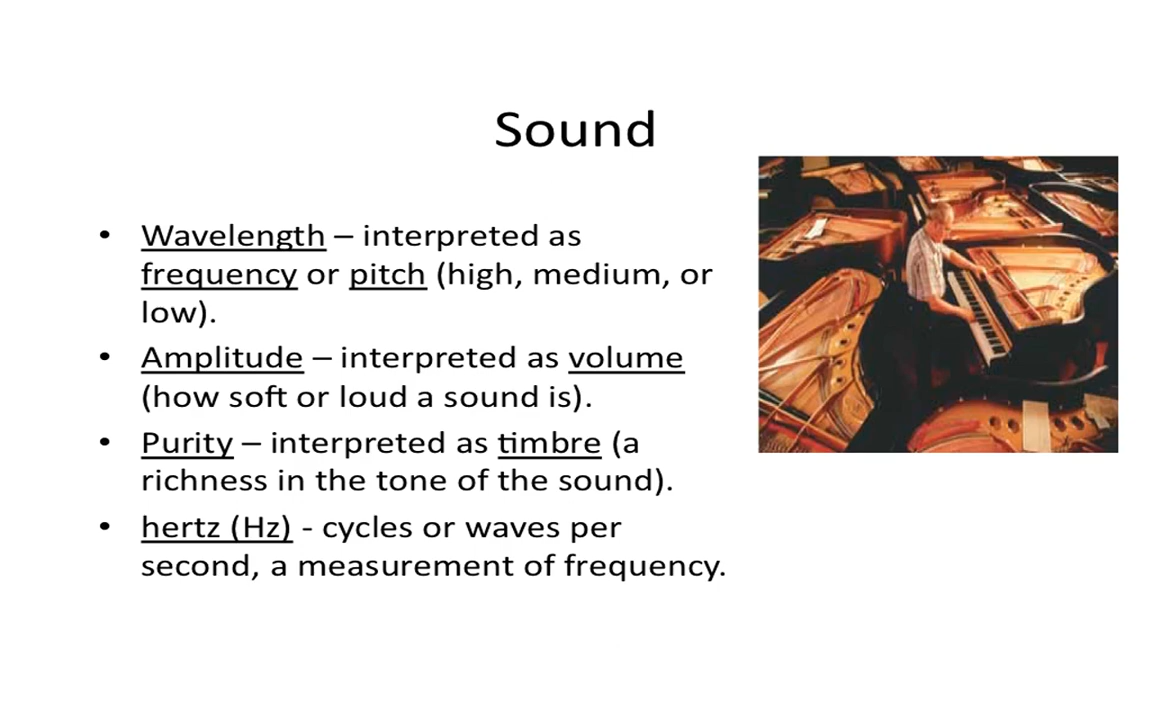 Sound
• Wavelength – interpreted as
frequency or pitch (high, medium, or
low).
• Amplitude – interpreted as volume
(how soft or loud a sound is).
• Purity – interpreted as timbre (a
richness in the tone of the sound).
• hertz (Hz) - cycles or waves per
second, a measurement of frequency.